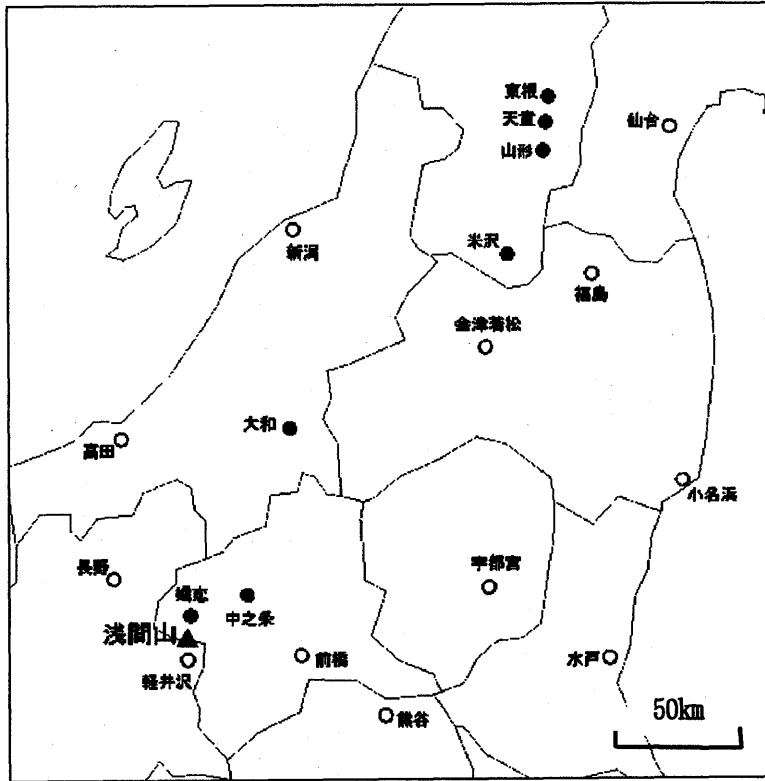 東根
天童
仙台
山形
新潟
米沢
福島
会津若松
大和
高田
小名浜
長野
嬬恋
中之条
宇都宮
浅間山
軽井沢
前橋
水戸
熊谷
50km